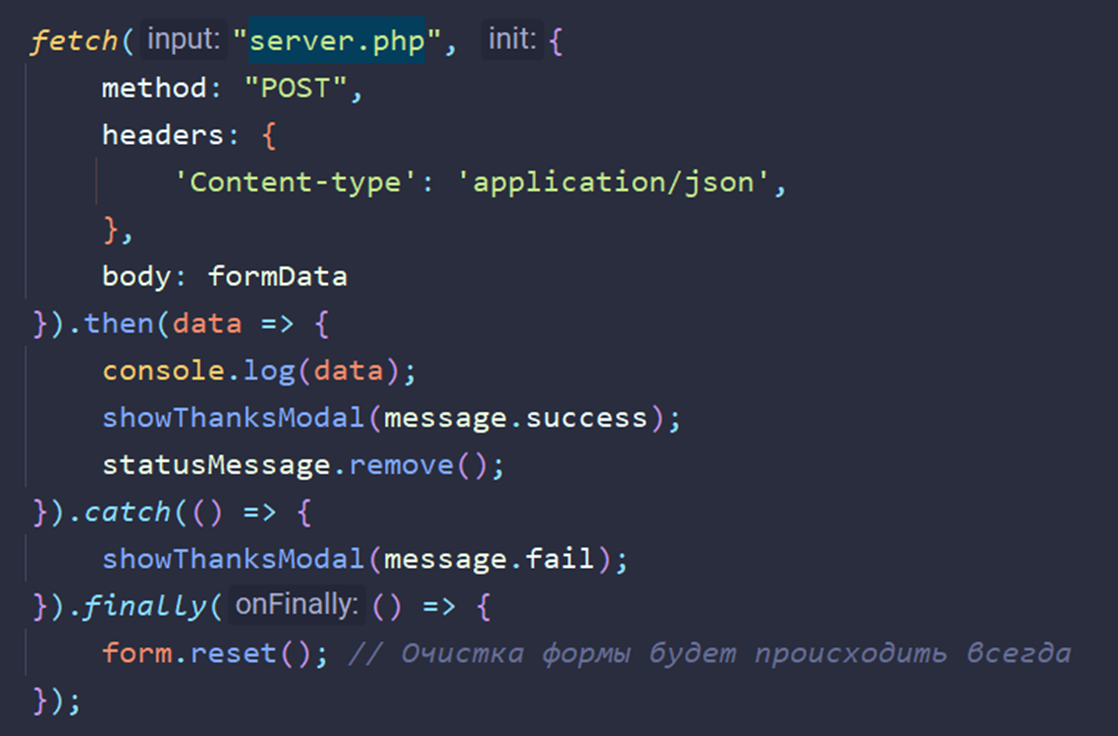 fetch( input: "server.php", init: {
    method: "POST",
    headers: {
        'Content-type': 'application/json',
    },
    body: formData
}).then(data => {
    console.log(data);
    showThanksModal(message.success);
    statusMessage.remove();
}).catch(() => {
    showThanksModal(message.fail);
}).finally( onFinally: () => {
    form.reset(); // Очистка формы будет происходить всегда
});